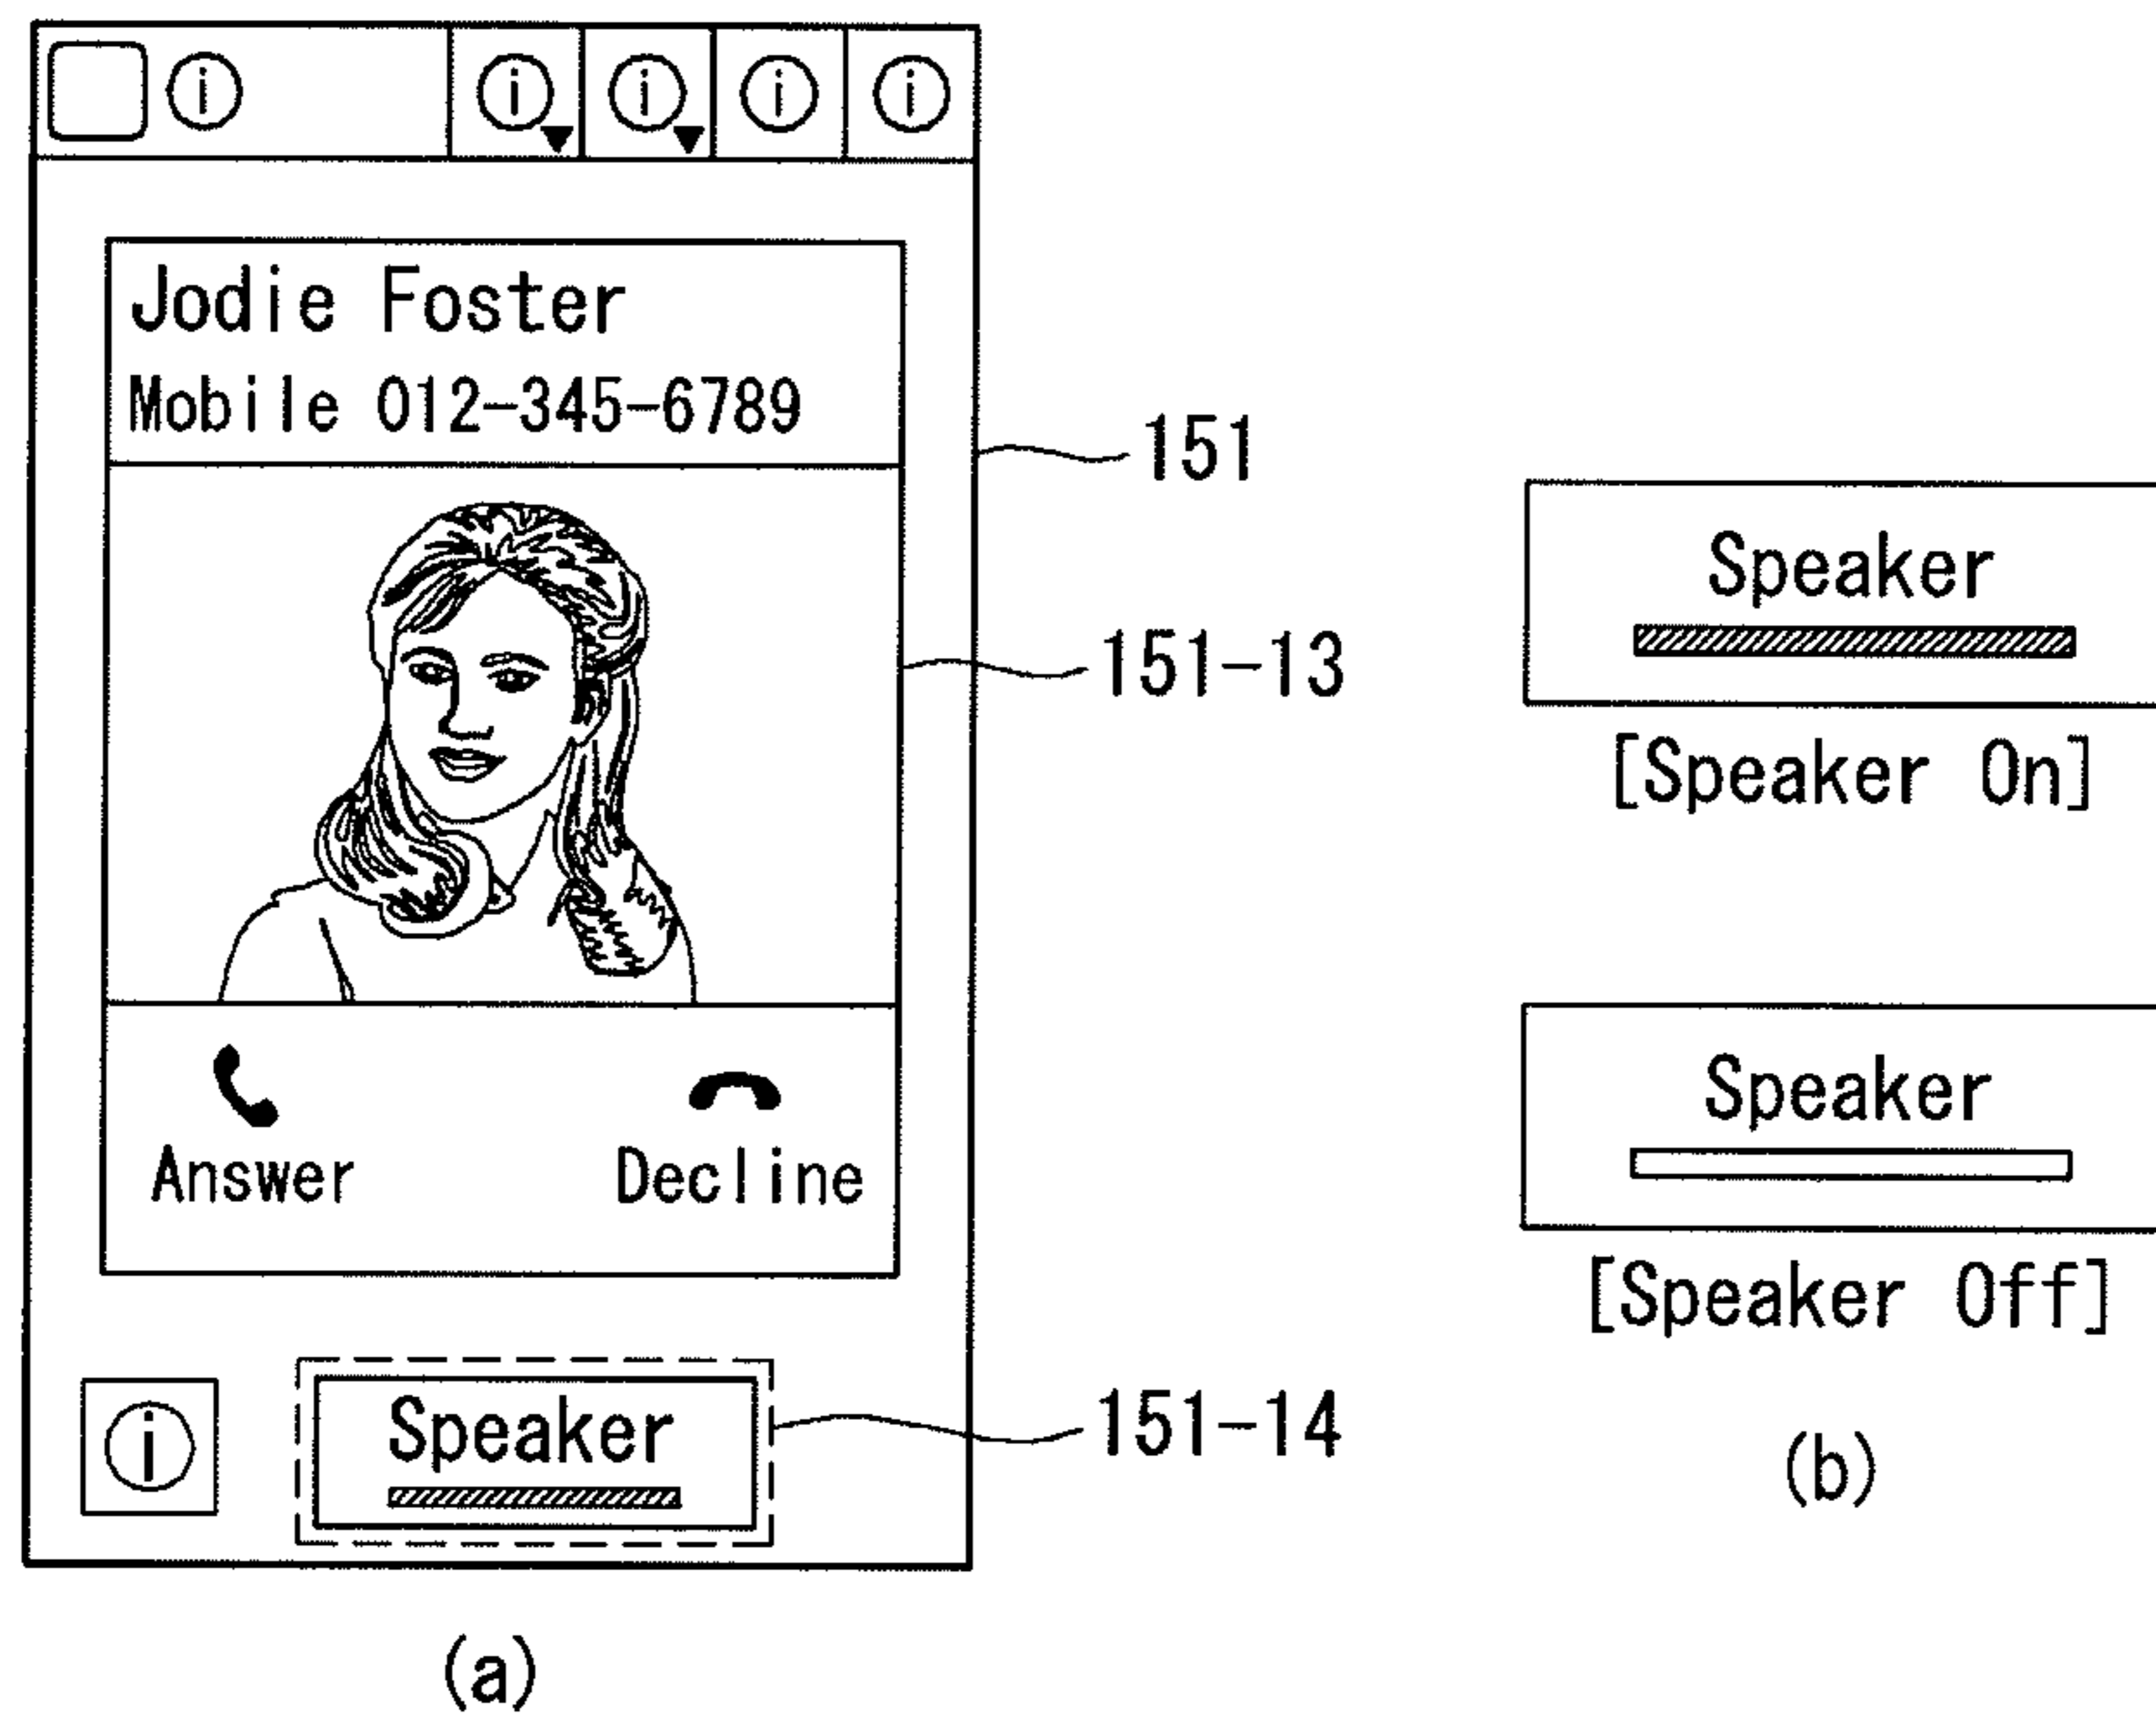 i i i i i
Jodie Foster
Mobile 012-345-6789
151
151-13
Answer Decline
i
Speaker
151-14
(a)
Speaker
[Speaker On]
Speaker
[Speaker Off]
(b)